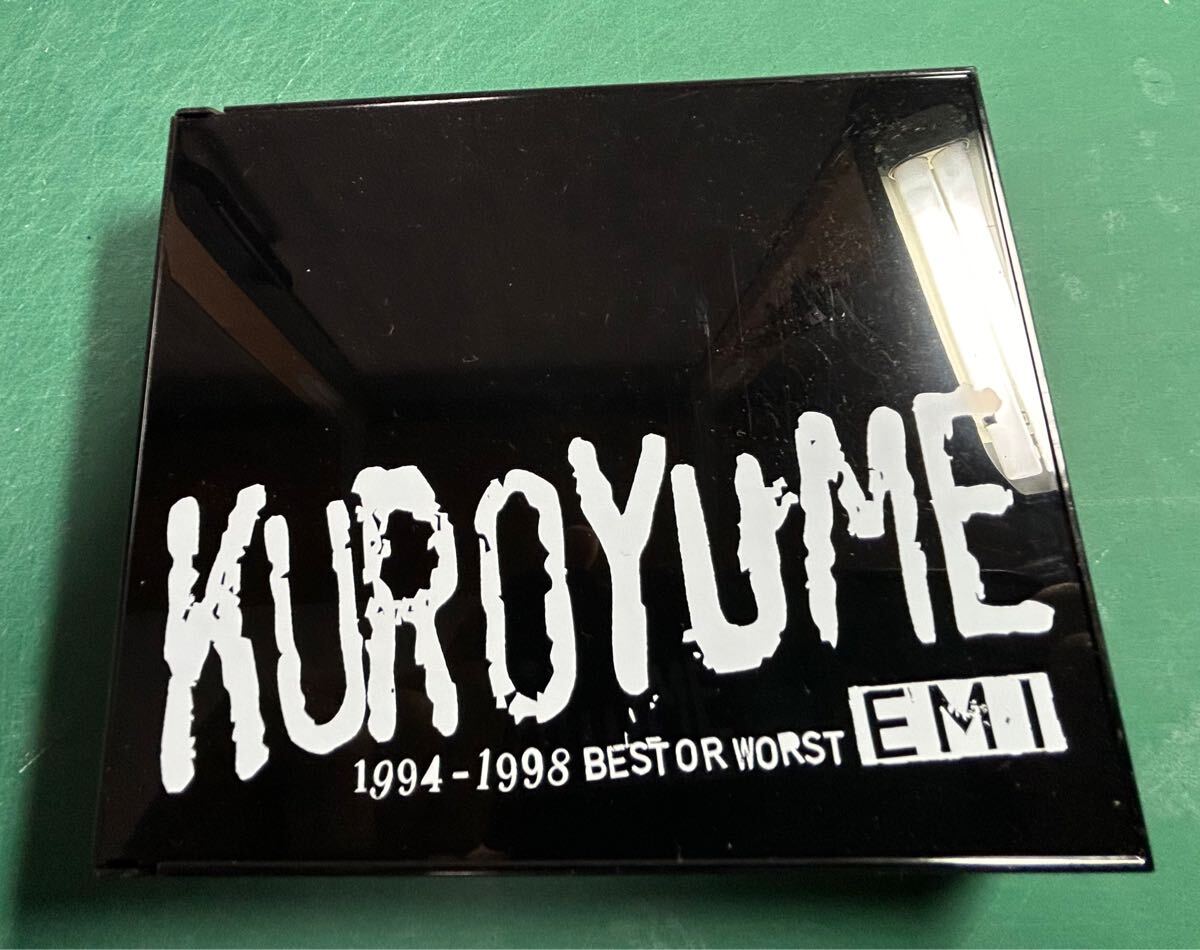 KUROYUME
1994-1998 BEST OR WORST EMI